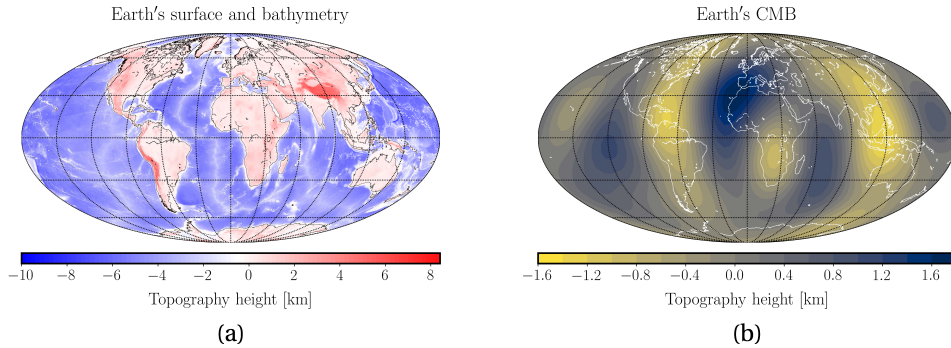 Earth′s surface and bathymetry
−10 −8 −6 −4 −2 0 2 4 6 8
Topography height [km]
(a)
Earth′s CMB
−1.6 −1.2 −0.8 −0.4 0.0 0.4 0.8 1.2 1.6
Topography height [km]
(b)